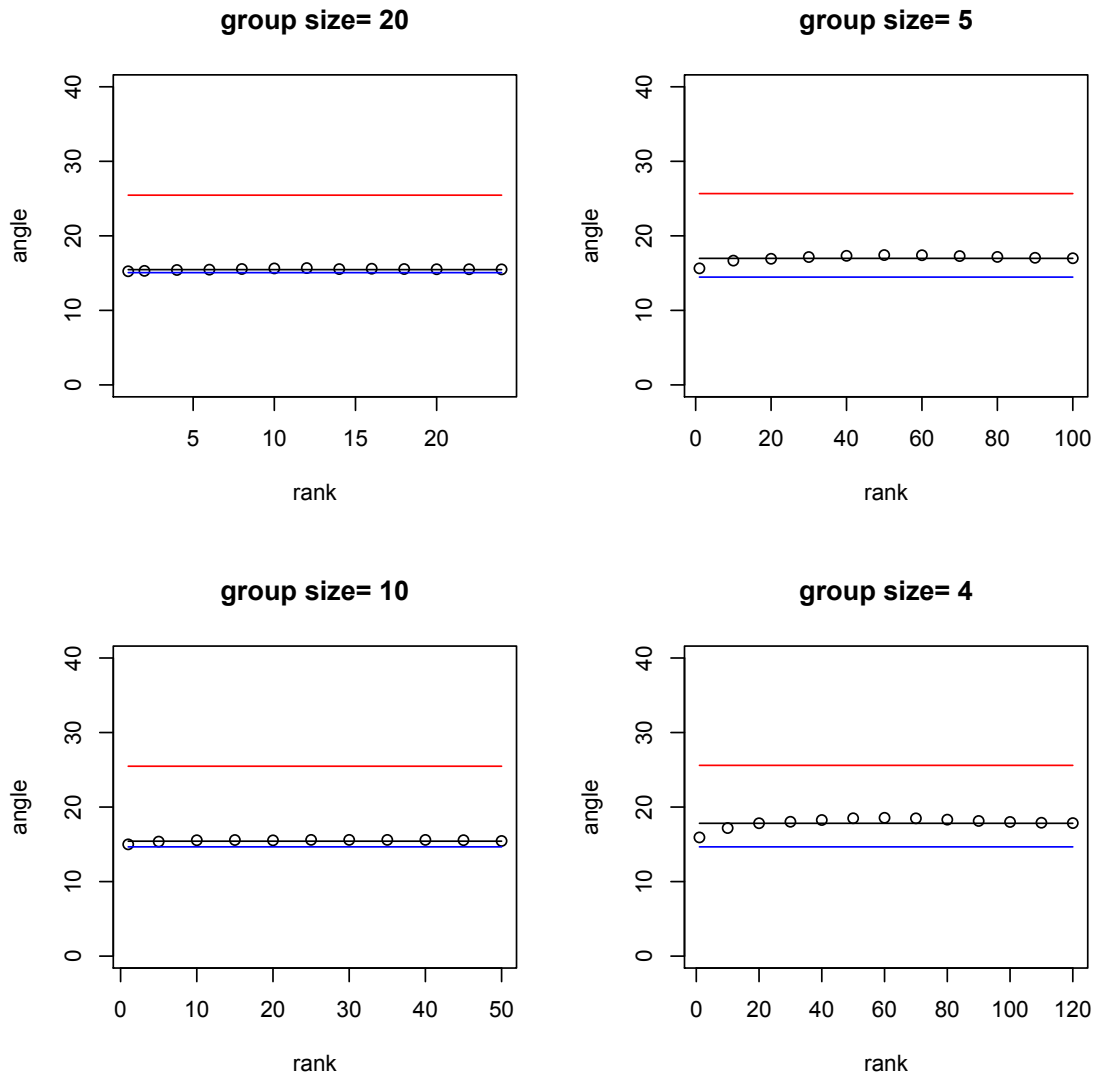 group size= 20
angle
0 10 20 30 40
5 10 15 20
rank
group size= 5
angle
0 10 20 30 40
0 20 40 60 80 100
rank
group size= 10
angle
0 10 20 30 40
0 10 20 30 40 50
rank
group size= 4
angle
0 10 20 30 40
0 20 40 60 80 100 120
rank